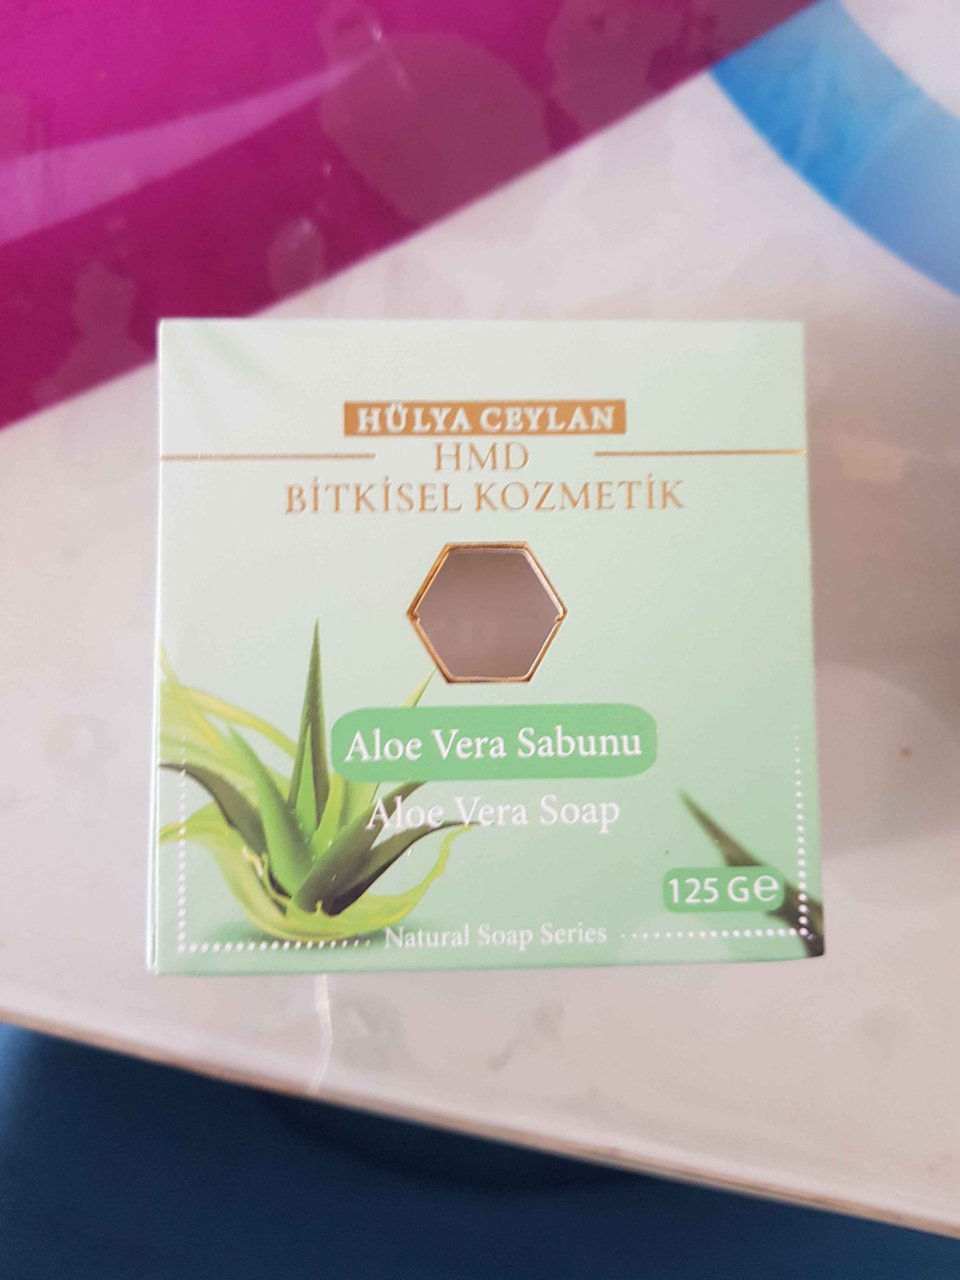 HÜLYA CEYLAN
HMD
BİTKİSEL KOZMETİK
Aloe Vera Sabunu
Aloe Vera Soap
125 G℮
Natural Soap Series